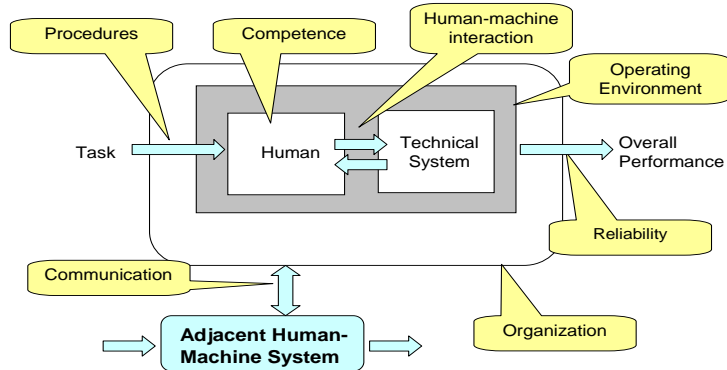 Procedures
Competence
Human-machine
interaction
Operating
Environment
Task
Human
Technical
System
Overall
Performance
Reliability
Communication
Organization
Adjacent Human-
Machine System